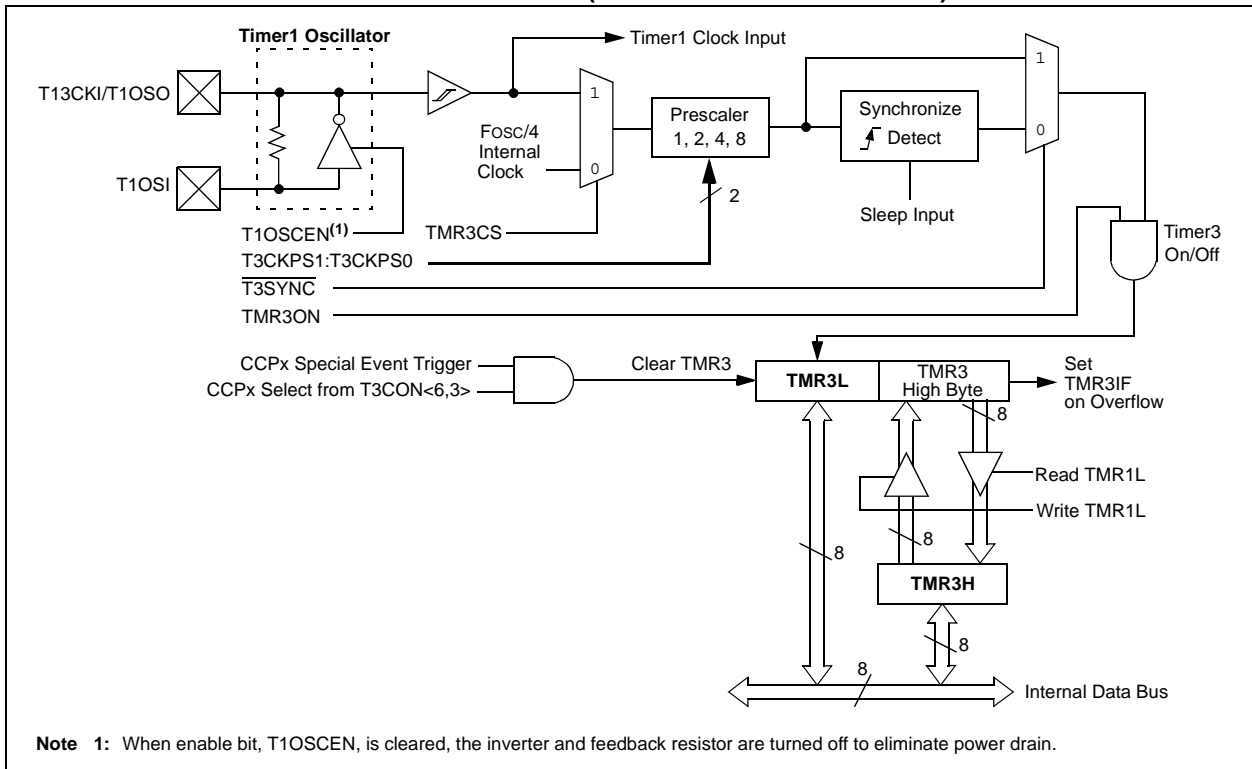 Timer1 Oscillator
Timer1 Clock Input
T13CKI/T1OSO
1
FOSC/4
Internal
Clock
0
Prescaler
1, 2, 4, 8
Synchronize
Detect
1
0
T1OSI
2
Sleep Input
T1OSCEN(1)
TMR3CS
T3CKPS1:T3CKPS0
T3SYNC
TMR3ON
Timer3
On/Off
CCPx Special Event Trigger
CCPx Select from T3CON<6,3>
Clear TMR3
TMR3L
TMR3
High Byte
Set
TMR3IF
on Overflow
8
Read TMR1L
Write TMR1L
8
8
TMR3H
8
8
Internal Data Bus
Note 1: When enable bit, T1OSCEN, is cleared, the inverter and feedback resistor are turned off to eliminate power drain.